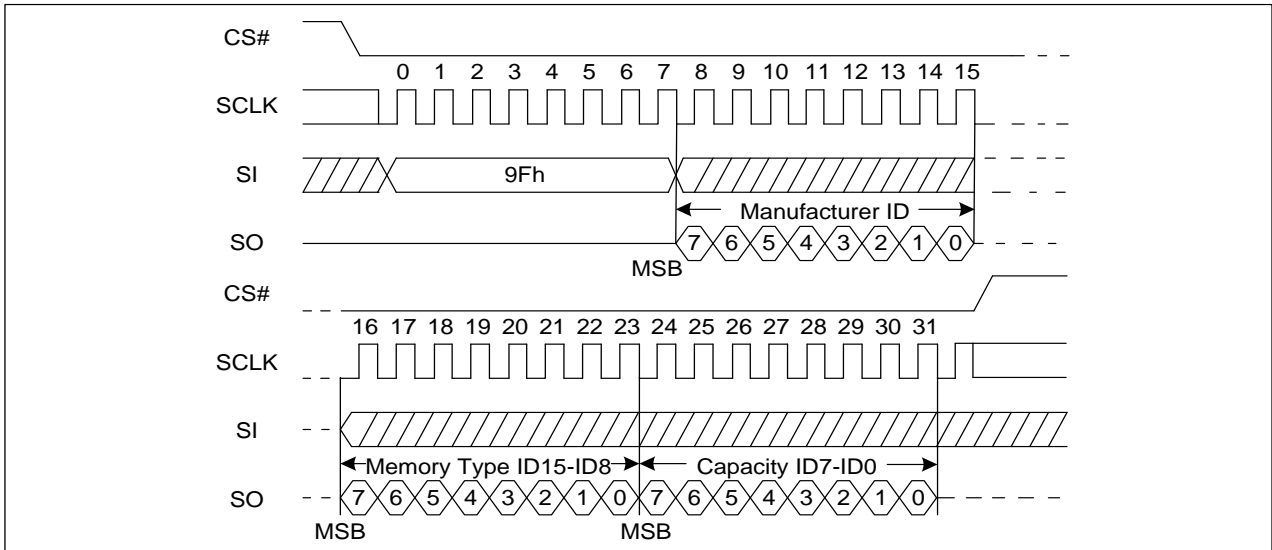 CS#
0 1 2 3 4 5 6 7 8 9 10 11 12 13 14 15
SCLK
SI 9Fh
Manufacturer ID
SO 7 6 5 4 3 2 1 0
MSB
CS#
16 17 18 19 20 21 22 23 24 25 26 27 28 29 30 31
SCLK
SI
Memory Type ID15-ID8 Capacity ID7-ID0
SO 7 6 5 4 3 2 1 0 7 6 5 4 3 2 1 0
MSB MSB